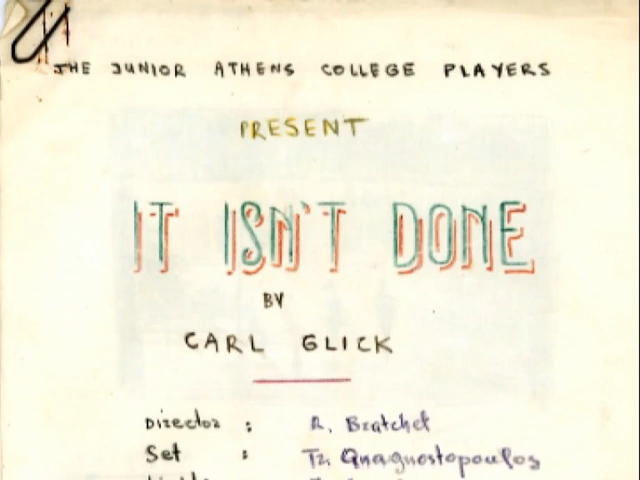 THE JUNIOR ATHENS COLLEGE PLAYERS
PRESENT
IT ISN'T DONE
BY
CARL GLICK
Director : R. Bratchet
Set : Tz. Anagnostopoulos